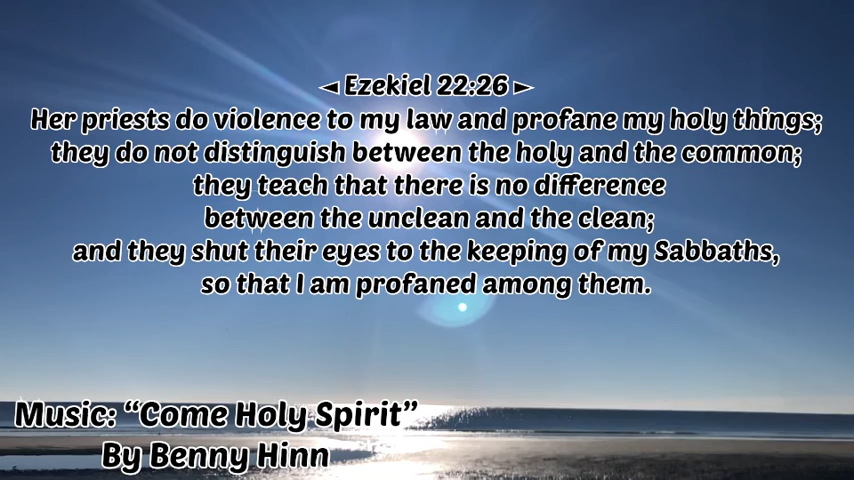 ◄ Ezekiel 22:26 ►
Her priests do violence to my law and profane my holy things;
they do not distinguish between the holy and the common;
they teach that there is no difference
between the unclean and the clean;
and they shut their eyes to the keeping of my Sabbaths,
so that I am profaned among them.
Music: “Come Holy Spirit”
By Benny Hinn